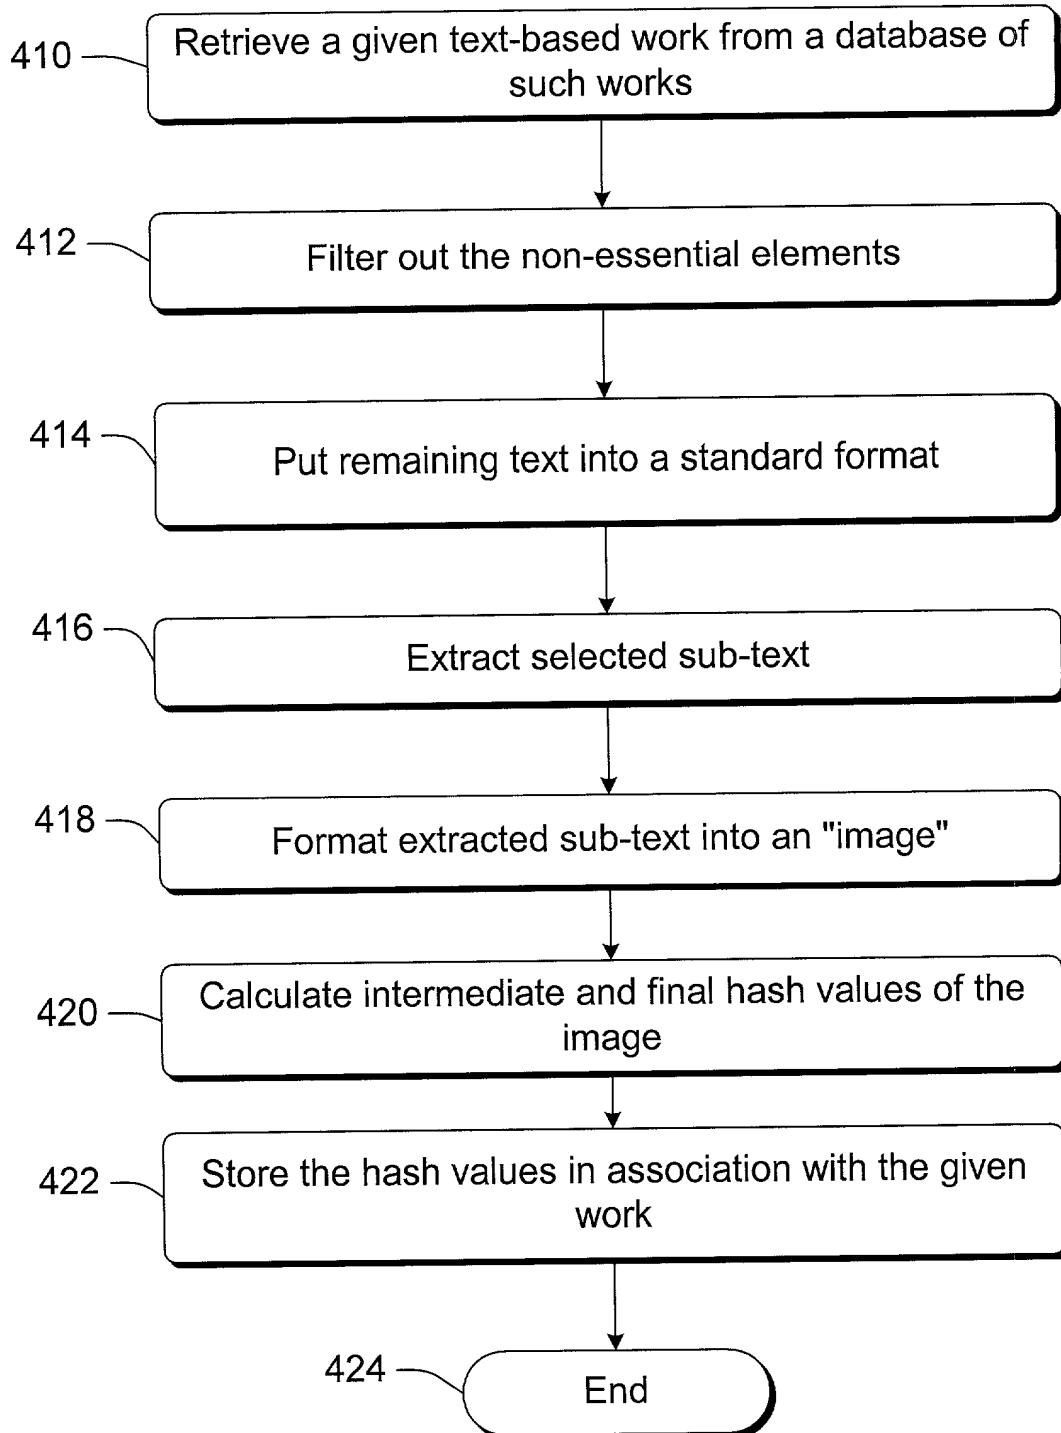 410
Retrieve a given text-based work from a database of
such works
412
Filter out the non-essential elements
414
Put remaining text into a standard format
416
Extract selected sub-text
418
Format extracted sub-text into an "image"
420
Calculate intermediate and final hash values of the
image
422
Store the hash values in association with the given
work
424
End